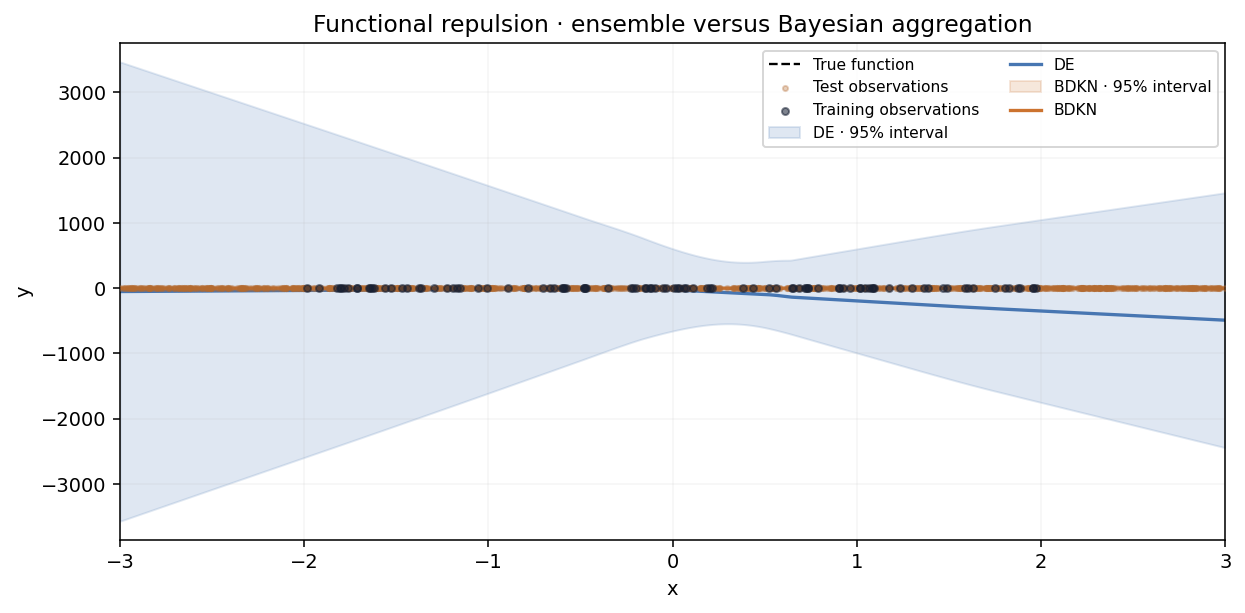 Functional repulsion · ensemble versus Bayesian aggregation
True function
Test observations
Training observations
DE · 95% interval
DE
BDKN · 95% interval
BDKN
y
3000
2000
1000
0
−1000
−2000
−3000
−3
−2
−1
0
1
2
3
x